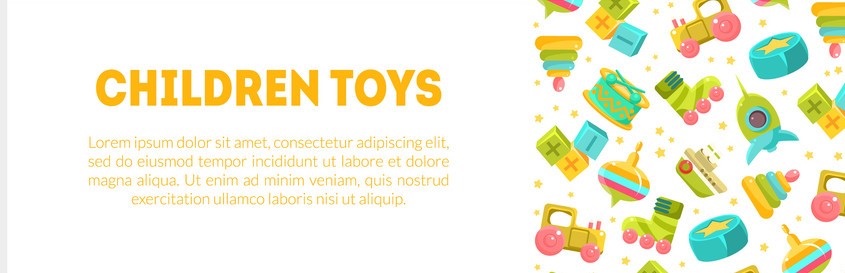 CHILDREN TOYS
Lorem ipsum dolor sit amet, consectetur adipiscing elit,
sed do eiusmod tempor incididunt ut labore et dolore
magna aliqua. Ut enim ad minim veniam, quis nostrud
exercitation ullamco laboris nisi ut aliquip.